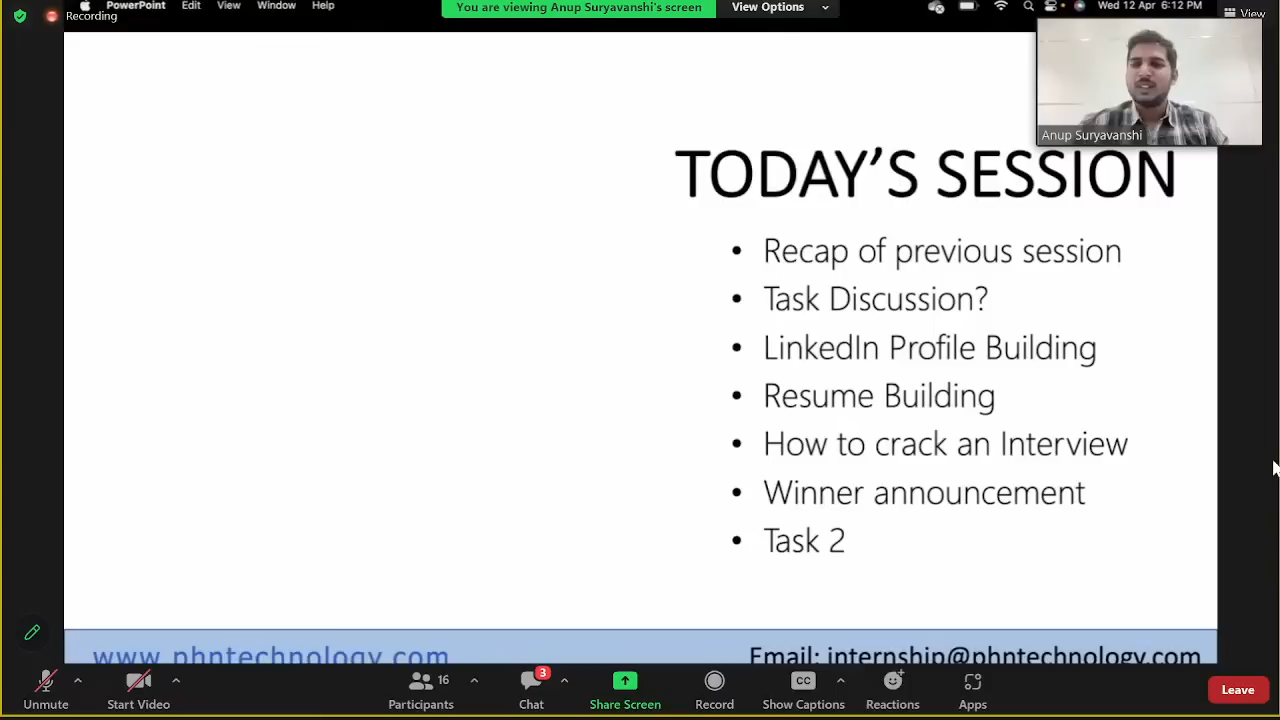 PowerPoint Edit View Window Help
You are viewing Anup Suryavanshi's screen
View Options
Wed 12 Apr 6:12 PM
Recording
View
Anup Suryavanshi
TODAY’S SESSION
• Recap of previous session
• Task Discussion?
• LinkedIn Profile Building
• Resume Building
• How to crack an Interview
• Winner announcement
• Task 2
www.phntechnology.com
Email: internship@phntechnology.com
16
3
CC
Unmute
Start Video
Participants
Chat
Share Screen
Record
Show Captions
Reactions
Apps
Leave